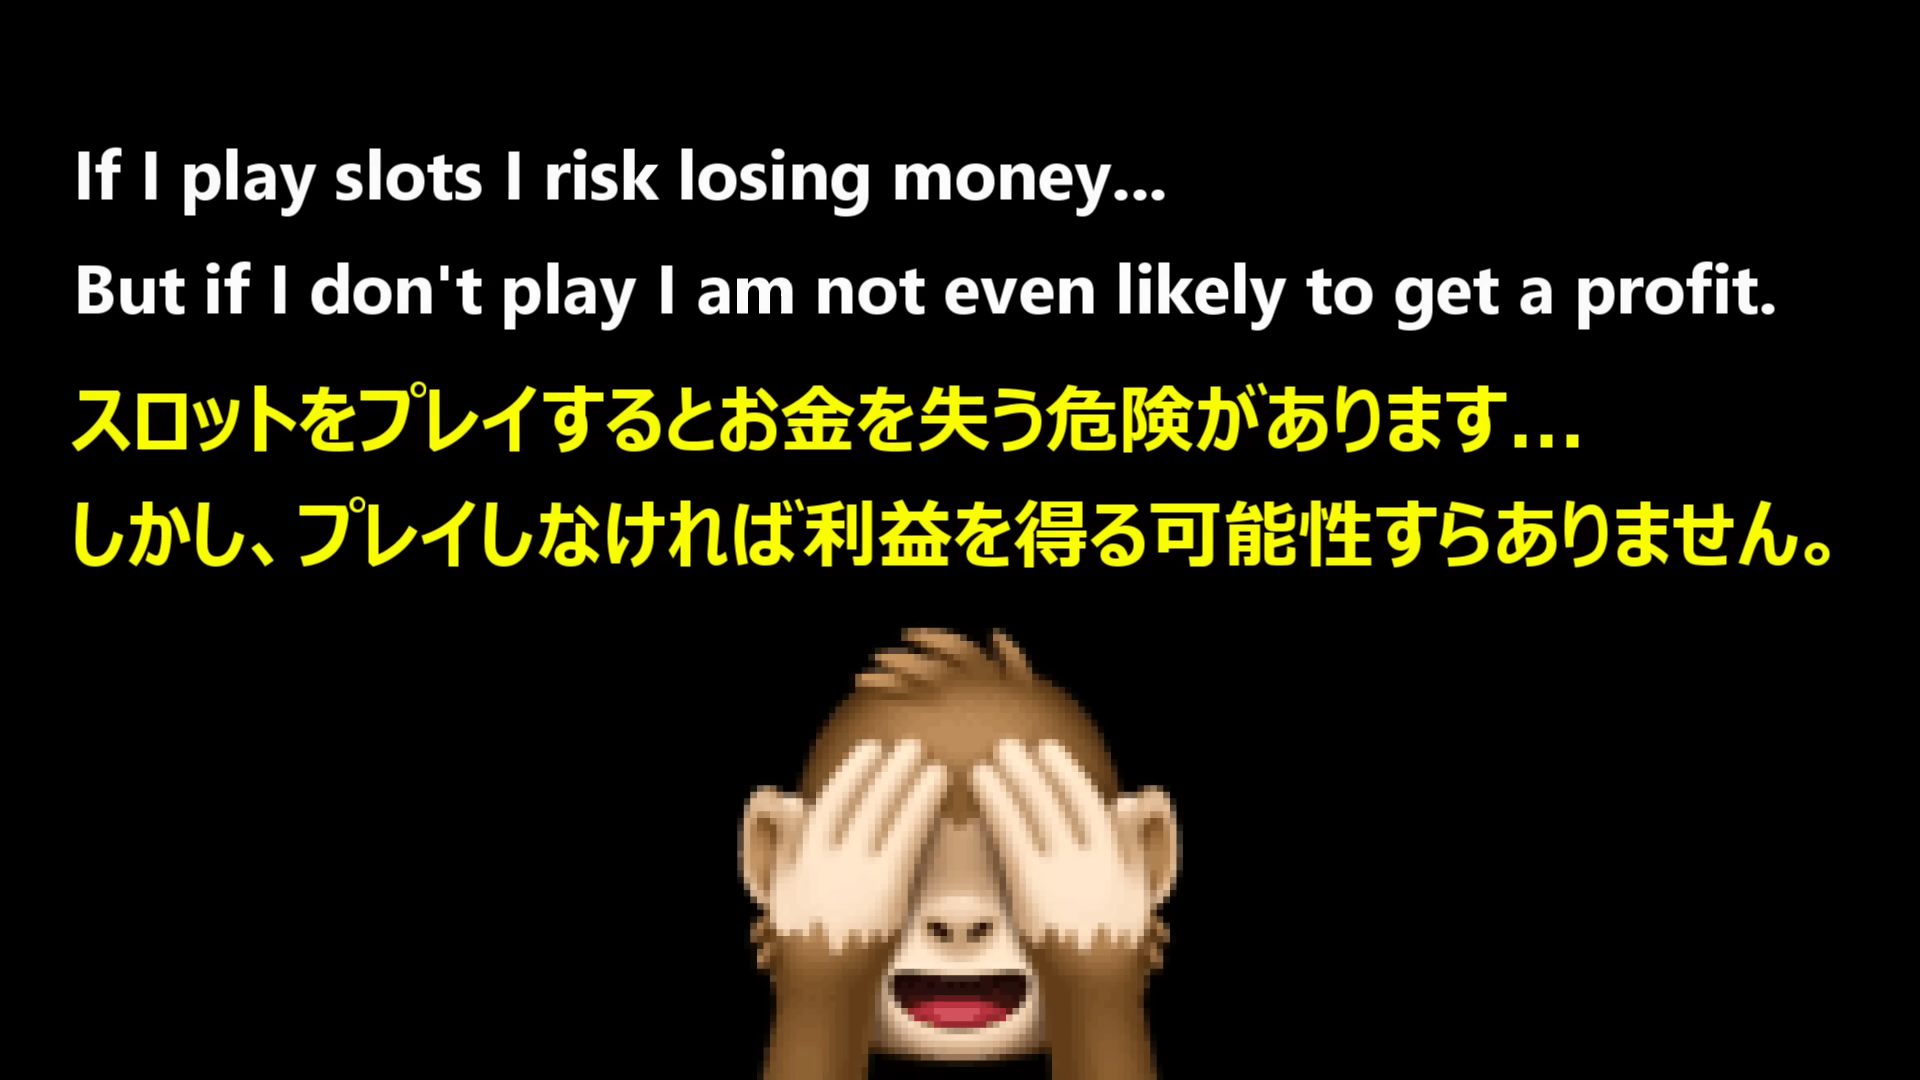 If I play slots I risk losing money...
But if I don't play I am not even likely to get a profit.
スロットをプレイするとお金を失う危険があります...
しかし、プレイしなければ利益を得る可能性すらありません。